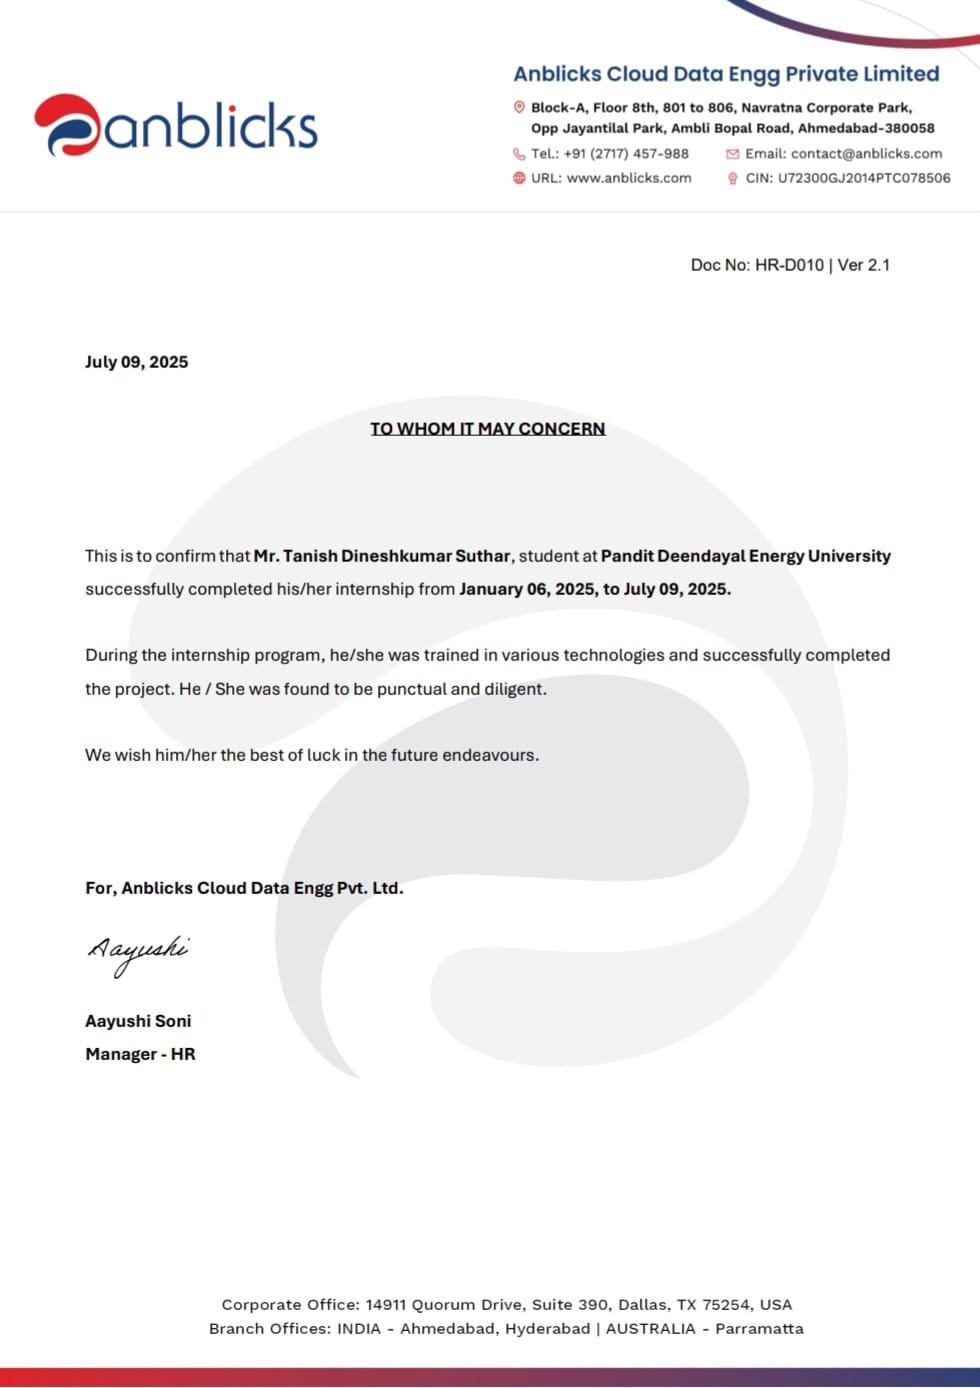 anblicks
Anblicks Cloud Data Engg Private Limited
Block-A, Floor 8th, 801 to 806, Navratna Corporate Park,
Opp Jayantilal Park, Ambli Bopal Road, Ahmedabad-380058
Tel.: +91 (2717) 457-988 Email: contact@anblicks.com
URL: www.anblicks.com CIN: U72300GJ2014PTC078506
Doc No: HR-D010 | Ver 2.1
July 09, 2025
TO WHOM IT MAY CONCERN
This is to confirm that Mr. Tanish Dineshkumar Suthar, student at Pandit Deendayal Energy University
successfully completed his/her internship from January 06, 2025, to July 09, 2025.
During the internship program, he/she was trained in various technologies and successfully completed
the project. He / She was found to be punctual and diligent.
We wish him/her the best of luck in the future endeavours.
For, Anblicks Cloud Data Engg Pvt. Ltd.
Aayushi
Aayushi Soni
Manager - HR
Corporate Office: 14911 Quorum Drive, Suite 390, Dallas, TX 75254, USA
Branch Offices: INDIA - Ahmedabad, Hyderabad | AUSTRALIA - Parramatta